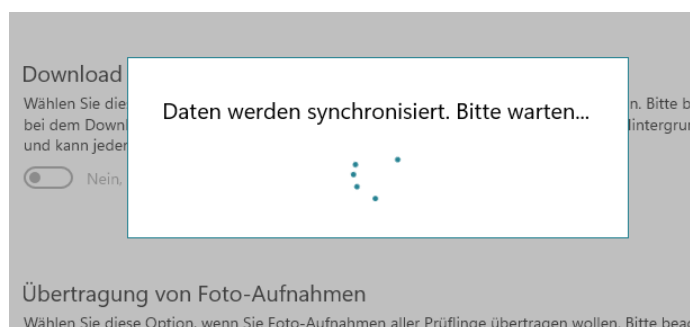 Download
Daten werden synchronisiert. Bitte warten...
Wählen Sie die
n. Bitte b
bei dem Downl
lintergru
und kann jeder
Nein,
Übertragung von Foto-Aufnahmen
Wählen Sie diese Option, wenn Sie Foto-Aufnahmen aller Prüflinge übertragen wollen. Bitte beac